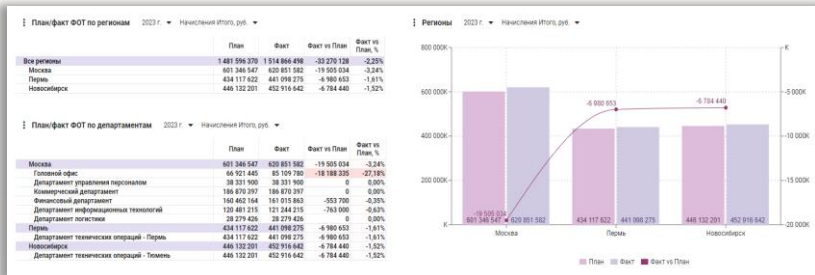 План/факт ФОТ по регионам 2023 г. Начисления Итого, руб.
План Факт Факт vs План Факт vs План, %
Все регионы 1 481 596 370 1 514 866 498 -33 270 128 -2,25%
Москва 601 346 547 620 851 582 -19 505 034 -3,24%
Пермь 434 117 622 441 098 275 -6 980 653 -1,61%
Новосибирск 446 132 201 452 916 642 -6 784 440 -1,52%
План/факт ФОТ по департаментам 2023 г. Начисления Итого, руб.
План Факт Факт vs План Факт vs План, %
Москва 601 346 547 620 851 582 -19 505 034 -3,24%
Головной офис 66 921 445 85 109 780 -18 188 335 -27,18%
Департамент управления персоналом 38 331 900 38 331 900 0 0,00%
Коммерческий департамент 186 870 397 186 870 397 0 0,00%
Финансовый департамент 160 462 164 161 015 863 -553 700 -0,35%
Департамент информационных технологий 120 481 215 121 244 215 -763 000 -0,63%
Департамент логистики 28 279 426 28 279 426 0 0,00%
Пермь 434 117 622 441 098 275 -6 980 653 -1,61%
Департамент технических операций - Пермь 434 117 622 441 098 275 -6 980 653 -1,61%
Новосибирск 446 132 201 452 916 642 -6 784 440 -1,52%
Департамент технических операций - Тюмень 446 132 201 452 916 642 -6 784 440 -1,52%
Регионы 2023 г. Начисления Итого, руб.
800 000K K
600 000K -5 000K
-6 980 653 -6 784 440
400 000K -10 000K
200 000K -15 000K
-19 505 034
601 346 547 620 851 582 434 117 622 441 098 275 446 132 201 452 916 642
K -20 000K
Москва Пермь Новосибирск
План Факт Факт vs План